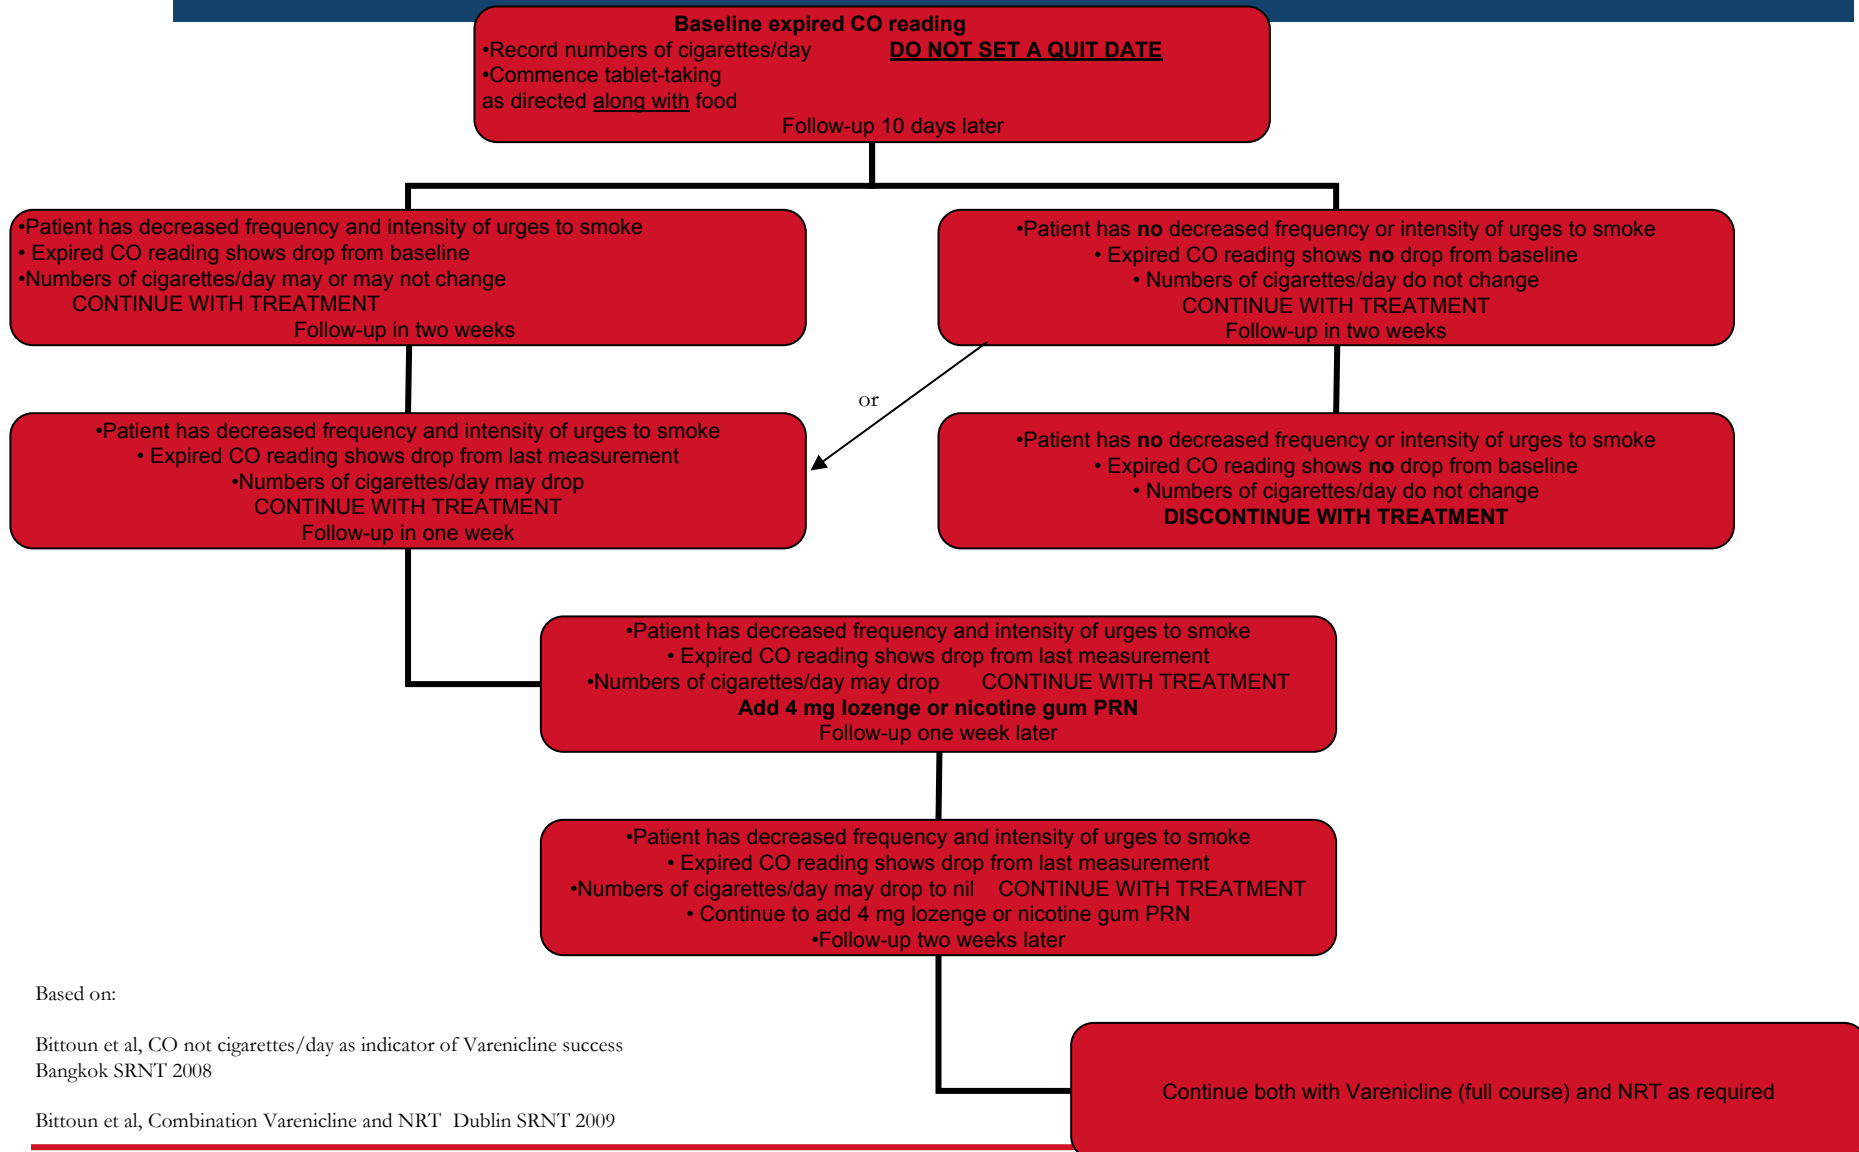 Baseline expired CO reading
•Record numbers of cigarettes/day DO NOT SET A QUIT DATE
•Commence tablet-taking
as directed along with food
Follow-up 10 days later
•Patient has decreased frequency and intensity of urges to smoke
• Expired CO reading shows drop from baseline
•Numbers of cigarettes/day may or may not change
CONTINUE WITH TREATMENT
Follow-up in two weeks
•Patient has no decreased frequency or intensity of urges to smoke
• Expired CO reading shows no drop from baseline
• Numbers of cigarettes/day do not change
CONTINUE WITH TREATMENT
Follow-up in two weeks
or
•Patient has decreased frequency and intensity of urges to smoke
• Expired CO reading shows drop from last measurement
•Numbers of cigarettes/day may drop
CONTINUE WITH TREATMENT
Follow-up in one week
•Patient has no decreased frequency or intensity of urges to smoke
• Expired CO reading shows no drop from baseline
• Numbers of cigarettes/day do not change
DISCONTINUE WITH TREATMENT
•Patient has decreased frequency and intensity of urges to smoke
• Expired CO reading shows drop from last measurement
•Numbers of cigarettes/day may drop CONTINUE WITH TREATMENT
Add 4 mg lozenge or nicotine gum PRN
Follow-up one week later
•Patient has decreased frequency and intensity of urges to smoke
• Expired CO reading shows drop from last measurement
•Numbers of cigarettes/day may drop to nil CONTINUE WITH TREATMENT
• Continue to add 4 mg lozenge or nicotine gum PRN
•Follow-up two weeks later
Continue both with Varenicline (full course) and NRT as required
Based on:
Bittoun et al, CO not cigarettes/day as indicator of Varenicline success
Bangkok SRNT 2008
Bittoun et al, Combination Varenicline and NRT Dublin SRNT 2009